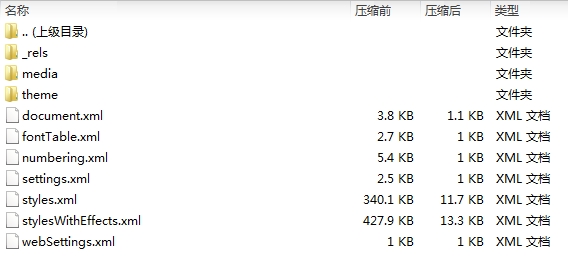 名称 压缩前 压缩后 类型
.. (上级目录) 文件夹
_rels 文件夹
media 文件夹
theme 文件夹
document.xml 3.8 KB 1.1 KB XML 文档
fontTable.xml 2.7 KB 1 KB XML 文档
numbering.xml 5.4 KB 1 KB XML 文档
settings.xml 2.5 KB 1 KB XML 文档
styles.xml 340.1 KB 11.7 KB XML 文档
stylesWithEffects.xml 427.9 KB 13.3 KB XML 文档
webSettings.xml 1 KB 1 KB XML 文档